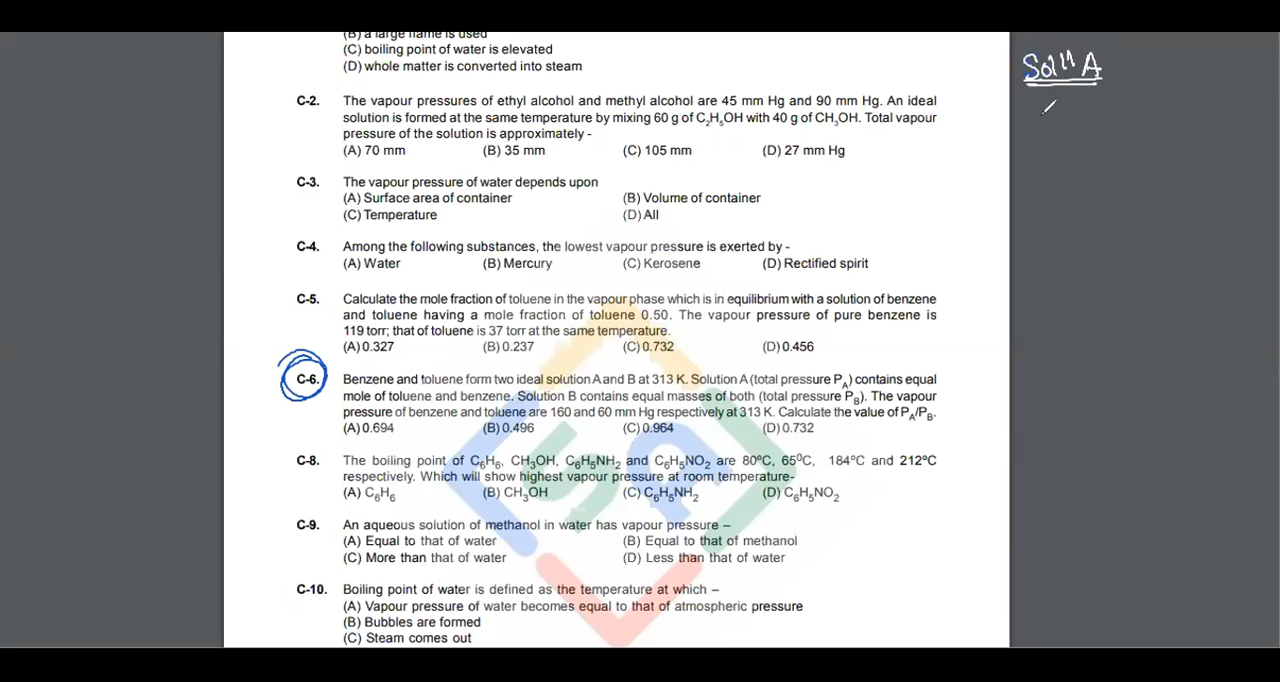 (B) a large flame is used
(C) boiling point of water is elevated
(D) whole matter is converted into steam
Solⁿ A
C-2. The vapour pressures of ethyl alcohol and methyl alcohol are 45 mm Hg and 90 mm Hg. An ideal
solution is formed at the same temperature by mixing 60 g of C₂H₅OH with 40 g of CH₃OH. Total vapour
pressure of the solution is approximately -
(A) 70 mm (B) 35 mm (C) 105 mm (D) 27 mm Hg
C-3. The vapour pressure of water depends upon
(A) Surface area of container (B) Volume of container
(C) Temperature (D) All
C-4. Among the following substances, the lowest vapour pressure is exerted by -
(A) Water (B) Mercury (C) Kerosene (D) Rectified spirit
C-5. Calculate the mole fraction of toluene in the vapour phase which is in equilibrium with a solution of benzene
and toluene having a mole fraction of toluene 0.50. The vapour pressure of pure benzene is
119 torr; that of toluene is 37 torr at the same temperature.
(A) 0.327 (B) 0.237 (C) 0.732 (D) 0.456
C-6. Benzene and toluene form two ideal solution A and B at 313 K. Solution A (total pressure P_A) contains equal
mole of toluene and benzene. Solution B contains equal masses of both (total pressure P_B). The vapour
pressure of benzene and toluene are 160 and 60 mm Hg respectively at 313 K. Calculate the value of P_A/P_B.
(A) 0.694 (B) 0.496 (C) 0.964 (D) 0.732
C-8. The boiling point of C₆H₆, CH₃OH, C₆H₅NH₂ and C₆H₅NO₂ are 80⁰C, 65⁰C, 184ºC and 212ºC
respectively. Which will show highest vapour pressure at room temperature-
(A) C₆H₆ (B) CH₃OH (C) C₆H₅NH₂ (D) C₆H₅NO₂
C-9. An aqueous solution of methanol in water has vapour pressure –
(A) Equal to that of water (B) Equal to that of methanol
(C) More than that of water (D) Less than that of water
C-10. Boiling point of water is defined as the temperature at which –
(A) Vapour pressure of water becomes equal to that of atmospheric pressure
(B) Bubbles are formed
(C) Steam comes out